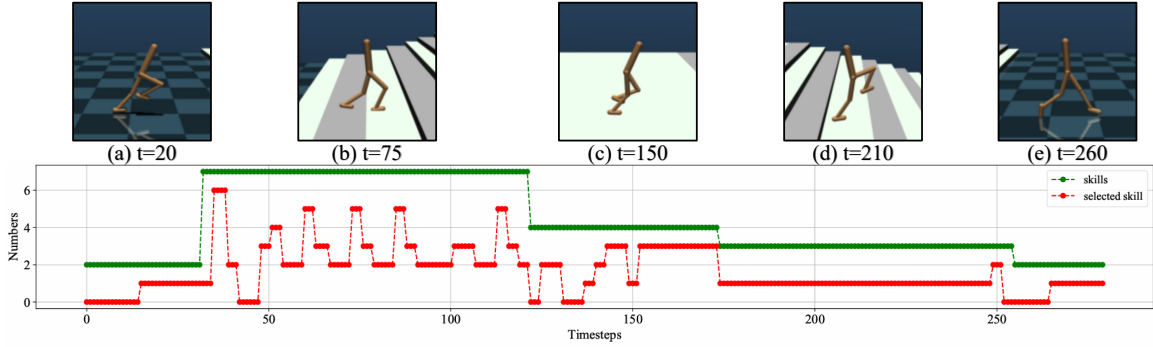 (a) t=20
(b) t=75
(c) t=150
(d) t=210
(e) t=260
Numbers
6
4
2
0
skills
selected skill
0
50
100
150
200
250
Timesteps